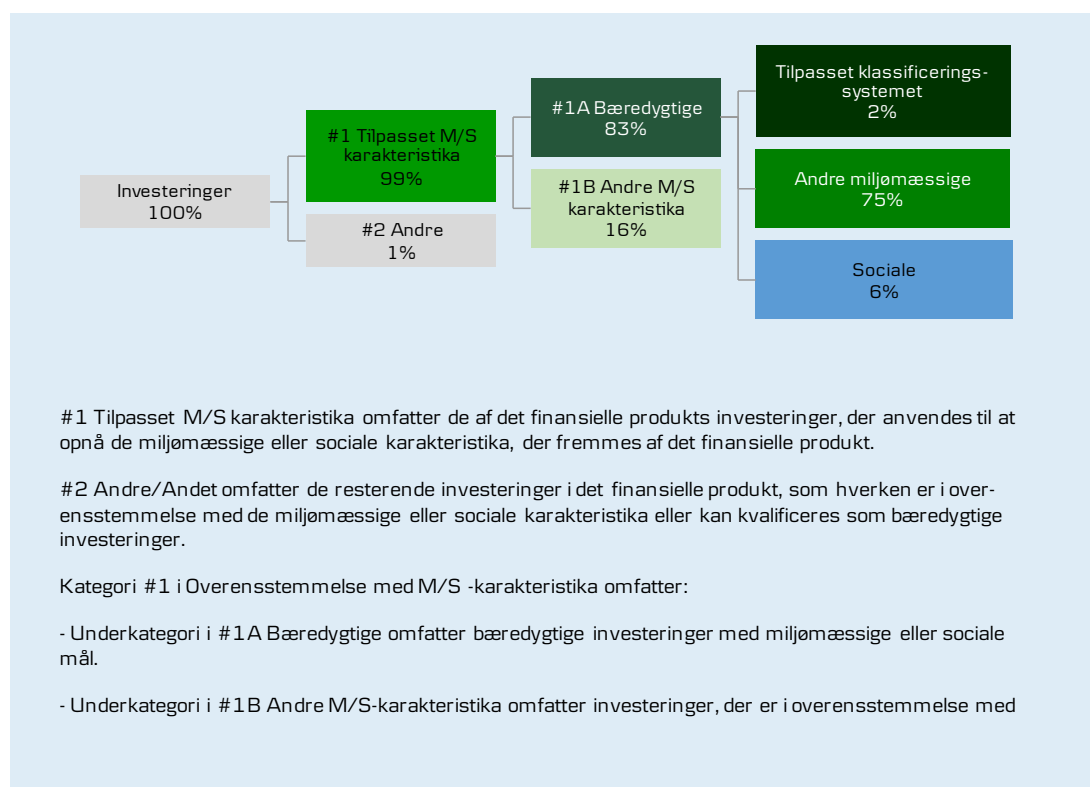 Investeringer
100%
#1 Tilpasset M/S
karakteristika
99%
#2 Andre
1%
#1A Bæredygtige
83%
#1B Andre M/S
karakteristika
16%
Tilpasset klassificerings-
systemet
2%
Andre miljømæssige
75%
Sociale
6%
#1 Tilpasset M/S karakteristika omfatter de af det finansielle produkts investeringer, der anvendes til at
opnå de miljømæssige eller sociale karakteristika, der fremmes af det finansielle produkt.
#2 Andre/Andet omfatter de resterende investeringer i det finansielle produkt, som hverken er i over-
ensstemmelse med de miljømæssige eller sociale karakteristika eller kan kvalificeres som bæredygtige
investeringer.
Kategori #1 i Overensstemmelse med M/S -karakteristika omfatter:
- Underkategori i #1A Bæredygtige omfatter bæredygtige investeringer med miljømæssige eller sociale
mål.
- Underkategori i #1B Andre M/S-karakteristika omfatter investeringer, der er i overensstemmelse med